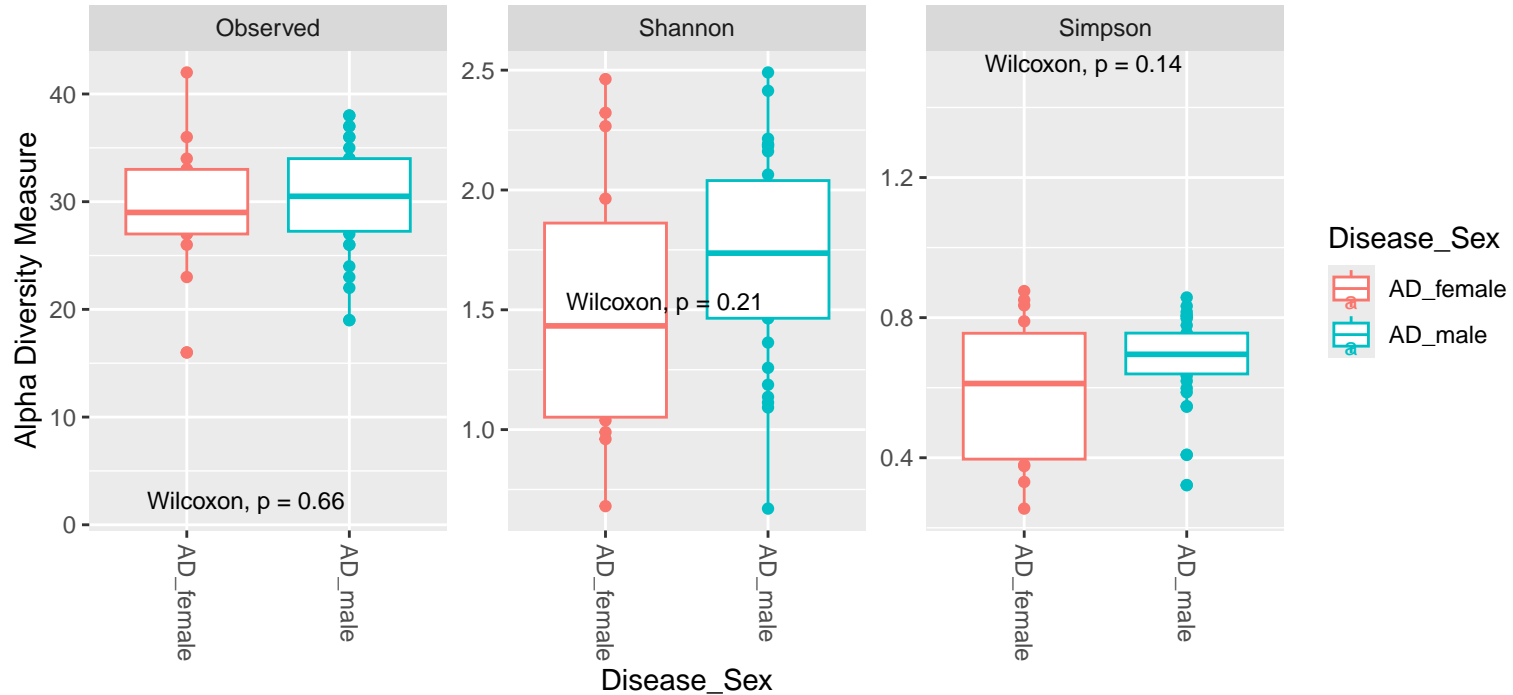 Observed
Shannon
Simpson
Alpha Diversity Measure
40
30
20
10
0
Wilcoxon, p = 0.66
AD_female
AD_male
2.5
2.0
1.5
1.0
Wilcoxon, p = 0.21
AD_female
AD_male
1.2
0.8
0.4
Wilcoxon, p = 0.14
AD_female
AD_male
Disease_Sex
Disease_Sex
a AD_female
a AD_male